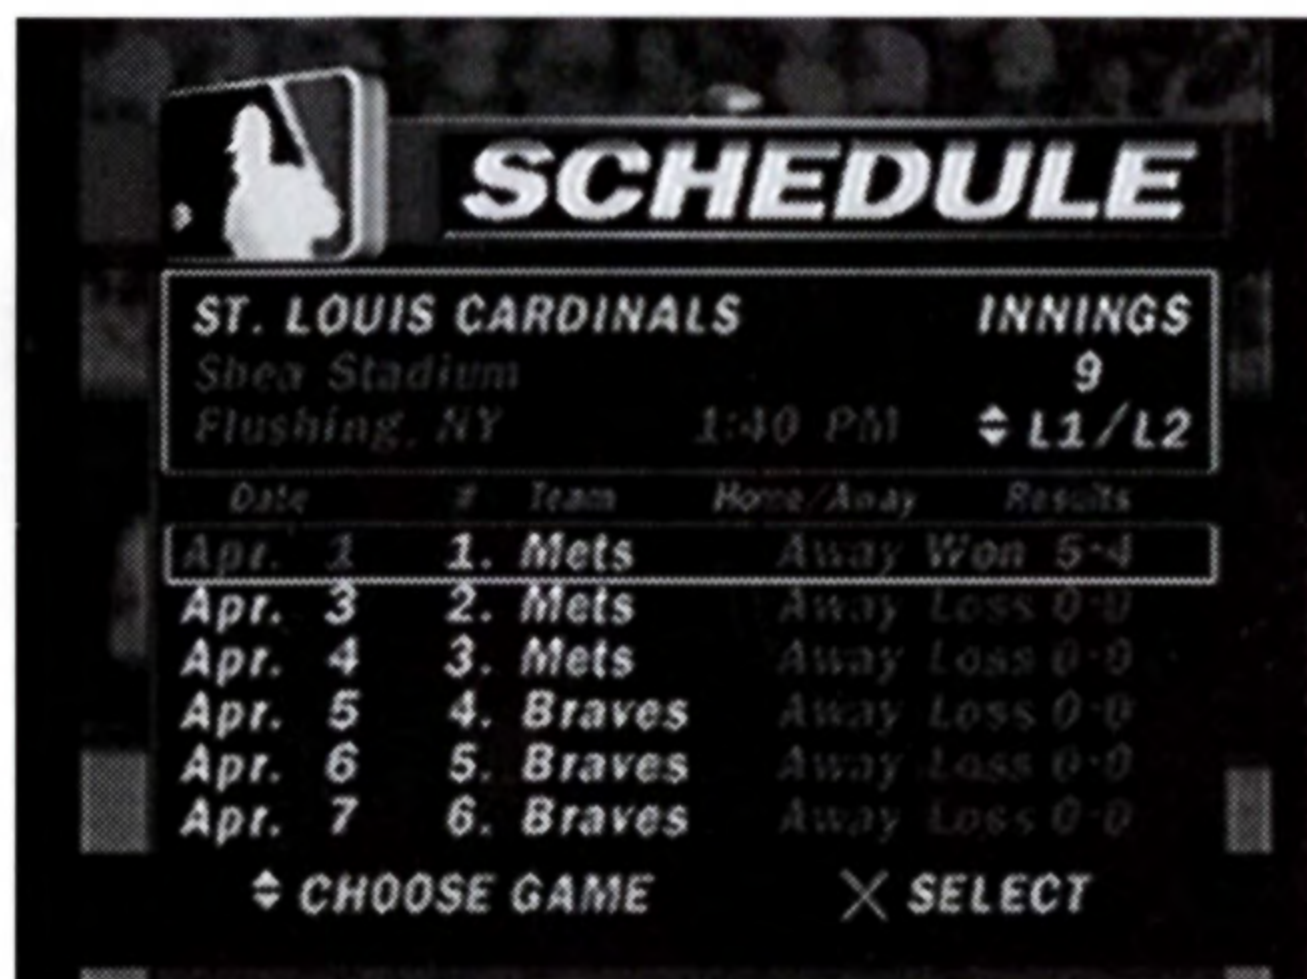 SCHEDULE
ST. LOUIS CARDINALS INNINGS
Shea Stadium 9
Flushing, NY 1:40 PM L1/L2
Date # Team Home/Away Results
Apr. 1 1. Mets Away Won 5-4
Apr. 3 2. Mets Away Loss 0-0
Apr. 4 3. Mets Away Loss 0-0
Apr. 5 4. Braves Away Loss 0-0
Apr. 6 5. Braves Away Loss 0-0
Apr. 7 6. Braves Away Loss 0-0
CHOOSE GAME X SELECT